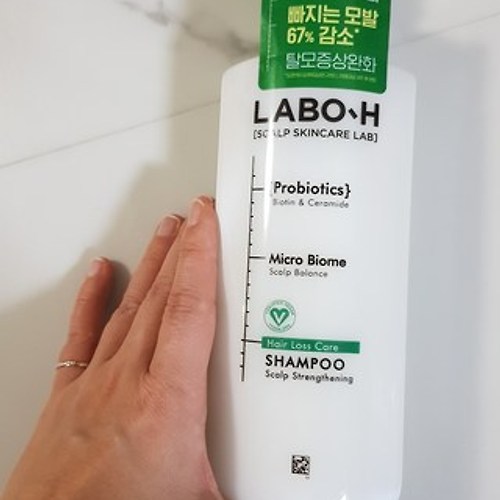 빠지는 모발
67% 감소*
탈모증상완화
LABO-H
[SCALP SKINCARE LAB]
{Probiotics}
Biotin & Ceramide
Micro Biome
Scalp Balance
Hair Loss Care
SHAMPOO
Scalp Strengthening